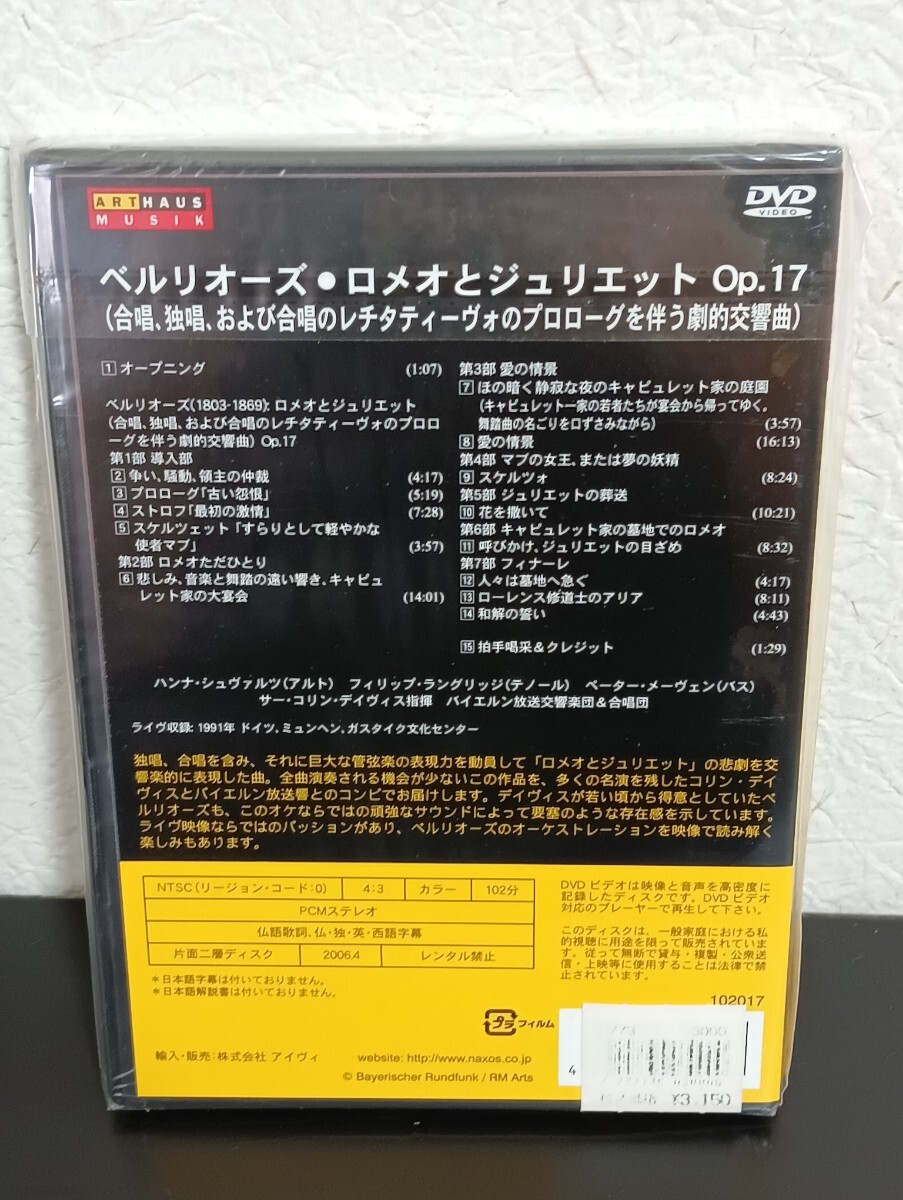 ARTHAUS
MUSIK
DVD
VIDEO
ベルリオーズ●ロメオとジュリエット Op.17
(合唱、独唱、および合唱のレチタティーヴォのプロローグを伴う劇的交響曲)
1 オープニング (1:07)
ベルリオーズ(1803-1869): ロメオとジュリエット
(合唱、独唱、および合唱のレチタティーヴォのプロロ
ーグを伴う劇的交響曲) Op.17
第1部 導入部
2 争い、騒動、領主の仲裁 (4:17)
3 プロローグ「古い怨恨」 (5:19)
4 ストロフ「最初の激情」 (7:28)
5 スケルツェット「すらりとして軽やかな
使者マブ」 (3:57)
第2部 ロメオただひとり
6 悲しみ、音楽と舞踏の遠い響き、キャピュ
レット家の大宴会 (14:01)
第3部 愛の情景
7 ほの暗く静寂な夜のキャピュレット家の庭園
(キャピュレット一家の若者たちが宴会から帰ってゆく。
舞踏曲の名ごりを口ずさみながら) (3:57)
8 愛の情景 (16:13)
第4部 マブの女王、または夢の妖精
9 スケルツォ (8:24)
第5部 ジュリエットの葬送
10 花を撒いて (10:21)
第6部 キャピュレット家の墓地でのロメオ
11 呼びかけ、ジュリエットの目ざめ (8:32)
第7部 フィナーレ
12 人々は墓地へ急ぐ (4:17)
13 ローレンス修道士のアリア (8:11)
14 和解の誓い (4:43)
15 拍手喝采&クレジット (1:29)
ハンナ・シュヴァルツ(アルト) フィリップ・ラングリッジ(テノール) ペーター・メーヴェン(バス)
サー・コリン・デイヴィス指揮 バイエルン放送交響楽団&合唱団
ライヴ収録: 1991年 ドイツ、ミュンヘン、ガスタイク文化センター
独唱、合唱を含み、それに巨大な管弦楽の表現力を動員して「ロメオとジュリエット」の悲劇を交
響楽的に表現した曲。全曲演奏される機会が少ないこの作品を、多くの名演を残したコリン・デイ
ヴィスとバイエルン放送響とのコンビでお届けします。デイヴィスが若い頃から得意としていたベ
ルリオーズも、このオケならではの頑強なサウンドによって要塞のような存在感を示しています。
ライヴ映像ならではのパッションがあり、ベルリオーズのオーケストレーションを映像で読み解く
楽しみもあります。
NTSC(リージョン・コード:0) 4:3 カラー 102分
PCMステレオ
仏語歌詞、仏・独・英・西語字幕
片面二層ディスク 2006.4 レンタル禁止
*日本語字幕は付いておりません。
*日本語解説書は付いておりません。
DVDビデオは映像と音声を高密度に
記録したディスクです。DVDビデオ
対応のプレーヤーで再生して下さい。
このディスクは、一般家庭における私
的視聴に用途を限って販売されていま
す。従って無断で貸与・複製・公衆送
信・上映等に使用することは法律で禁
止されています。
102017
プラ フィルム
輸入・販売:株式会社 アイヴィ website: http://www.naxos.co.jp
© Bayerischer Rundfunk / RM Arts
4
3000
¥3,150